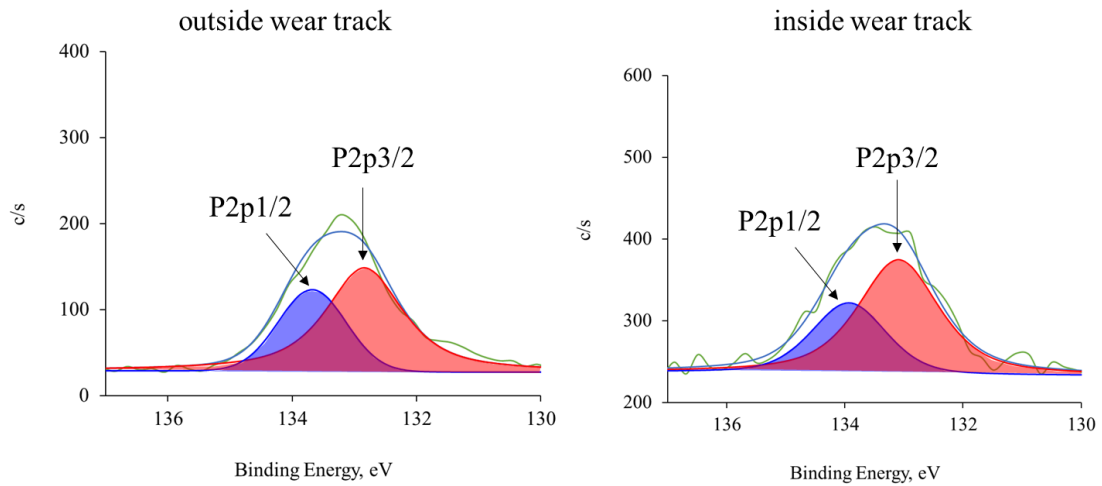 outside wear track
400
300
200
100
0
c/s
P2p1/2
P2p3/2
136
134
132
130
Binding Energy, eV
inside wear track
600
500
400
300
200
c/s
P2p1/2
P2p3/2
136
134
132
130
Binding Energy, eV